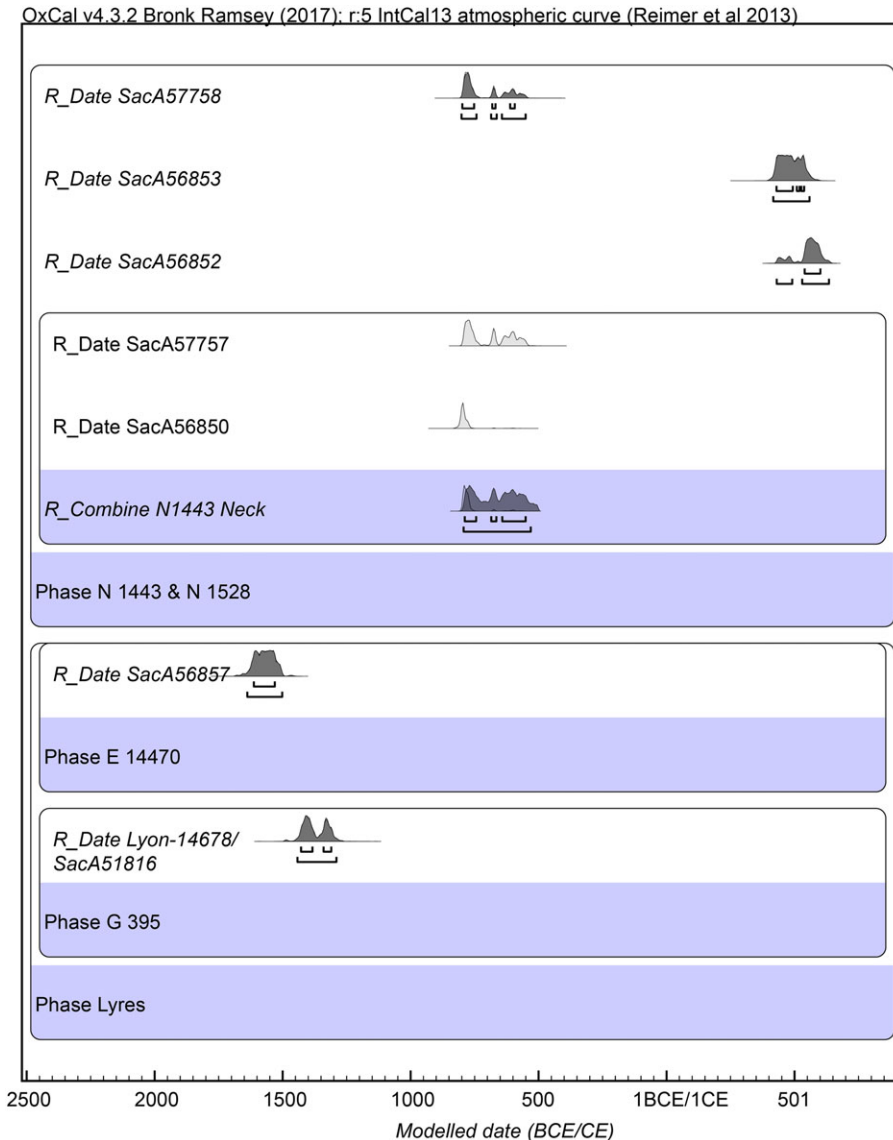 OxCal v4.3.2 Bronk Ramsey (2017); r:5 IntCal13 atmospheric curve (Reimer et al 2013)
R_Date SacA57758
R_Date SacA56853
R_Date SacA56852
R_Date SacA57757
R_Date SacA56850
R_Combine N1443 Neck
Phase N 1443 & N 1528
R_Date SacA56857
Phase E 14470
R_Date Lyon-14678/
SacA51816
Phase G 395
Phase Lyres
2500 2000 1500 1000 500 1BCE/1CE 501
Modelled date (BCE/CE)